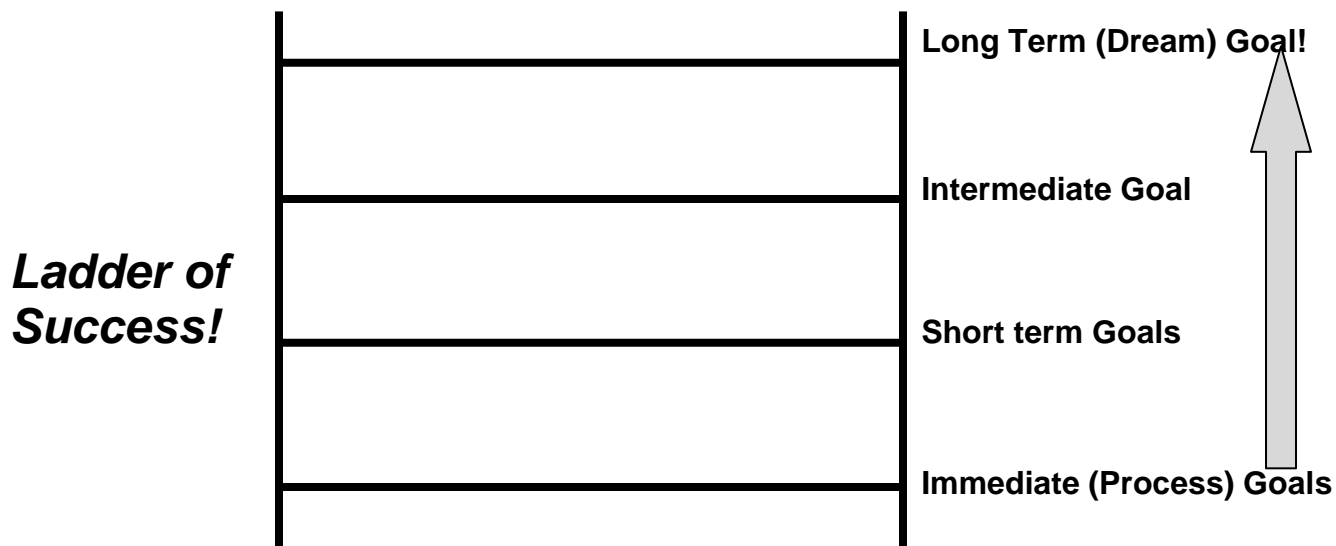 Long Term (Dream) Goal!
Intermediate Goal
Ladder of
Success!
Short term Goals
Immediate (Process) Goals